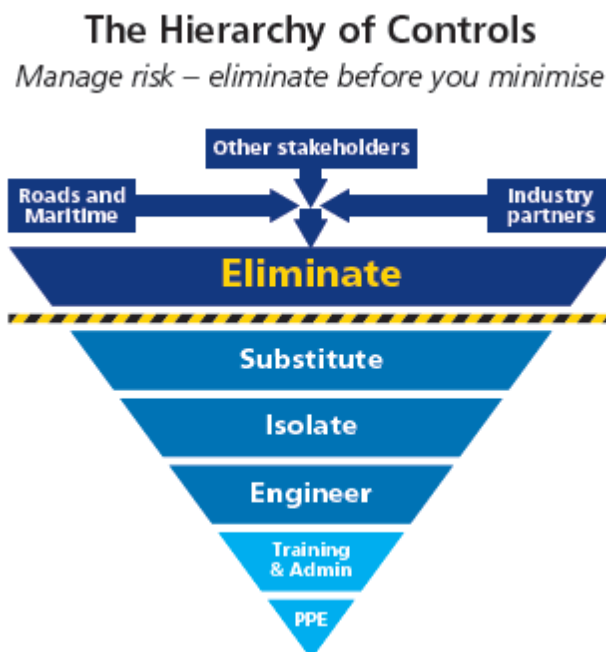 The Hierarchy of Controls
Manage risk – eliminate before you minimise
Other stakeholders
Roads and
Maritime
Industry
partners
Eliminate
Substitute
Isolate
Engineer
Training
& Admin
PPE